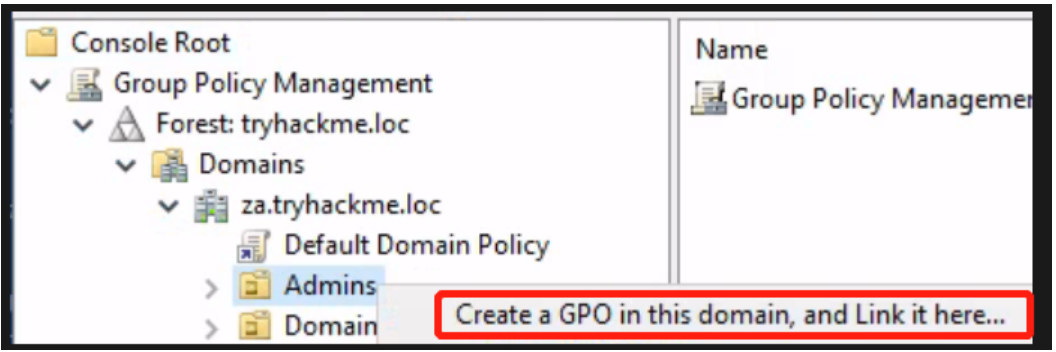 Console Root
Group Policy Management
Forest: tryhackme.loc
Domains
za.tryhackme.loc
Default Domain Policy
Admins
Domain
Name
Group Policy Managemen
Create a GPO in this domain, and Link it here...